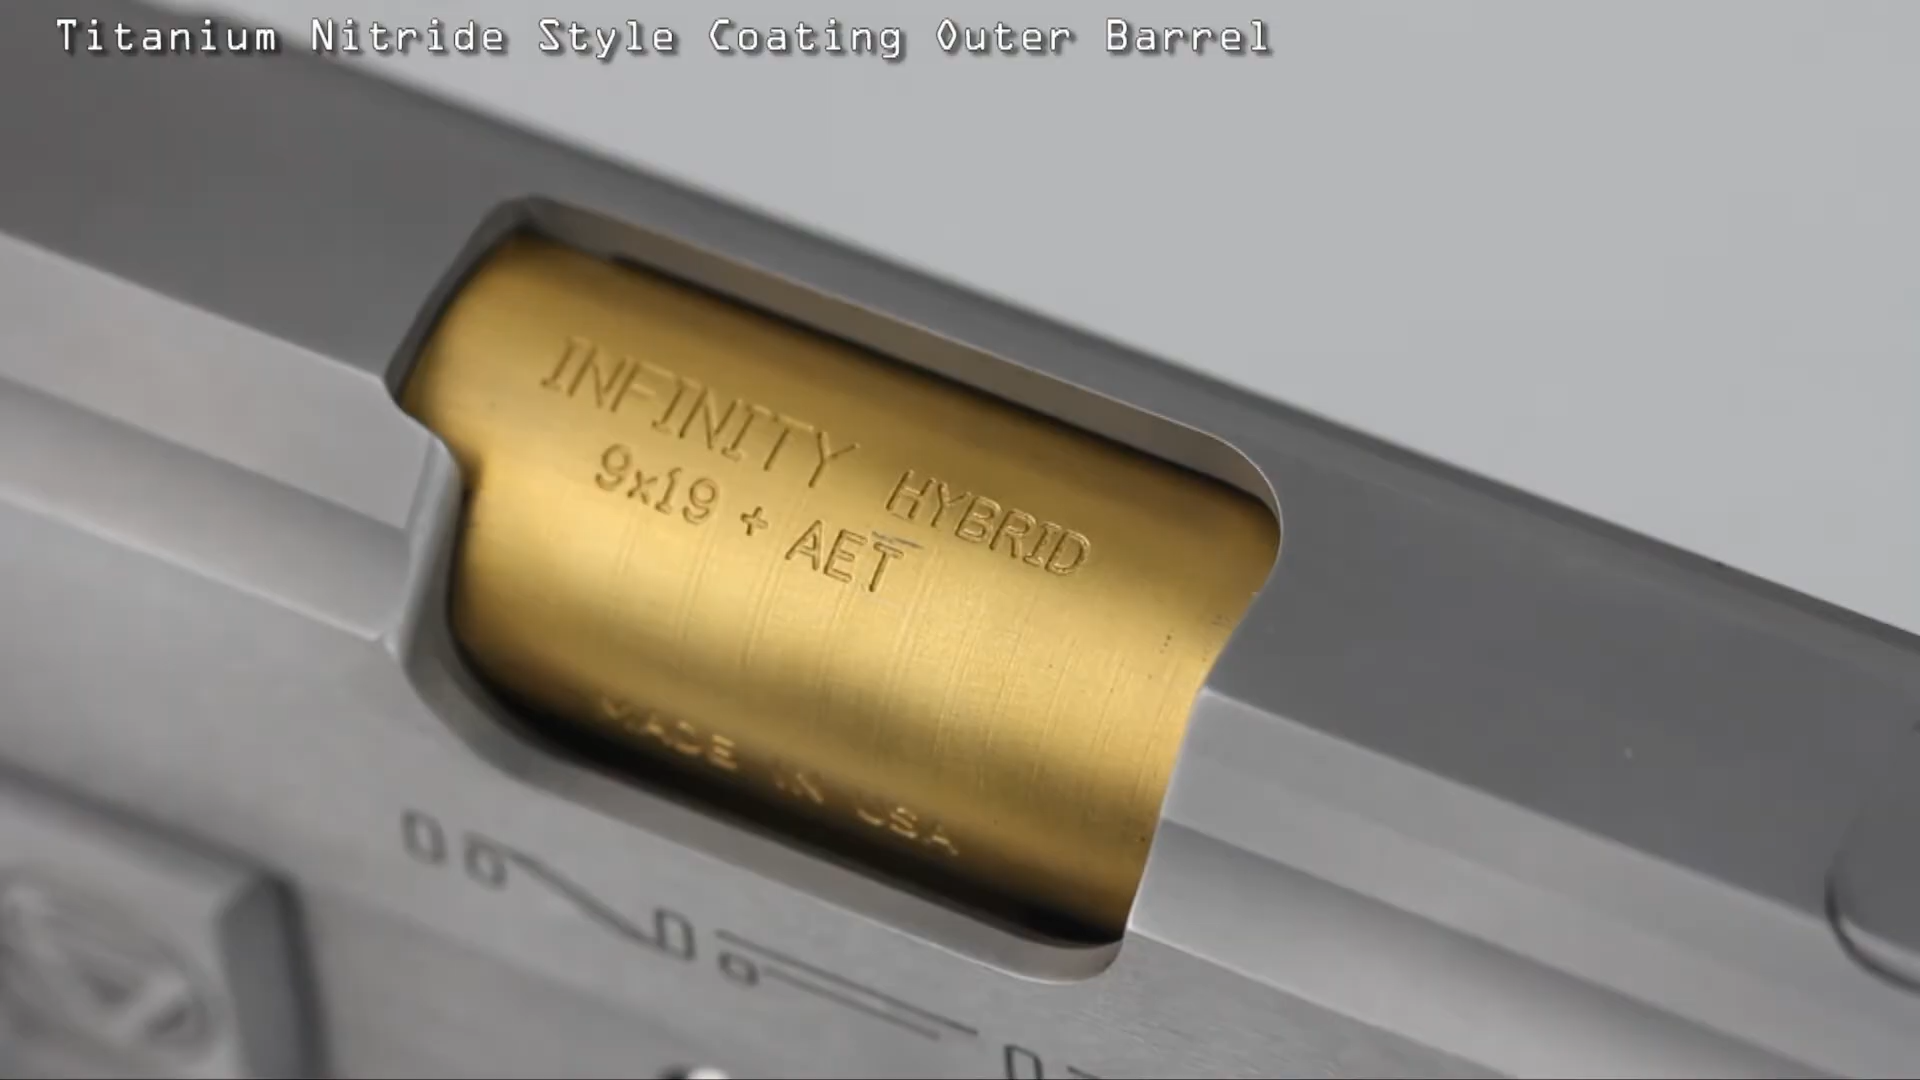 Titanium Nitride Style Coating Outer Barrel
INFINITY HYBRID
9x19 + AET
MADE IN USA